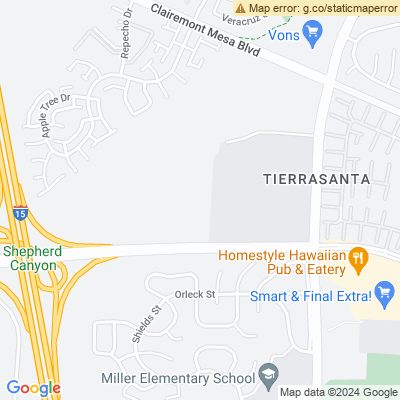 Map error: g.co/staticmaperror
Veracruz C
Clairemont Mesa Blvd
Vons
Repecho Dr
Apple Tree Dr
TIERRASANTA
15
Shepherd
Canyon
Homestyle Hawaiian
Pub & Eatery
Orleck St
Smart & Final Extra!
Shields St
Miller Elementary School
Google
Map data ©2024 Google